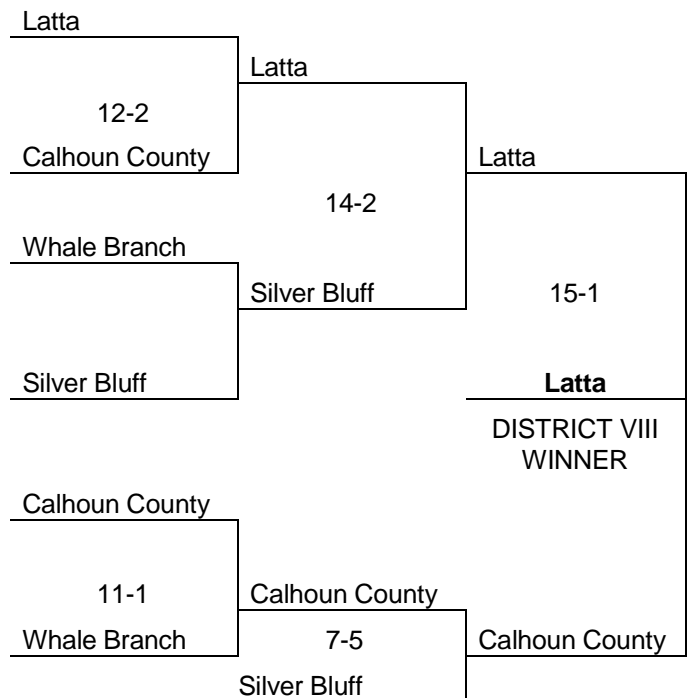 Latta
Latta
12-2
Calhoun County
Latta
14-2
Whale Branch
Silver Bluff
15-1
Silver Bluff
Latta
DISTRICT VIII
WINNER
Calhoun County
11-1
Calhoun County
Whale Branch
7-5
Calhoun County
Silver Bluff